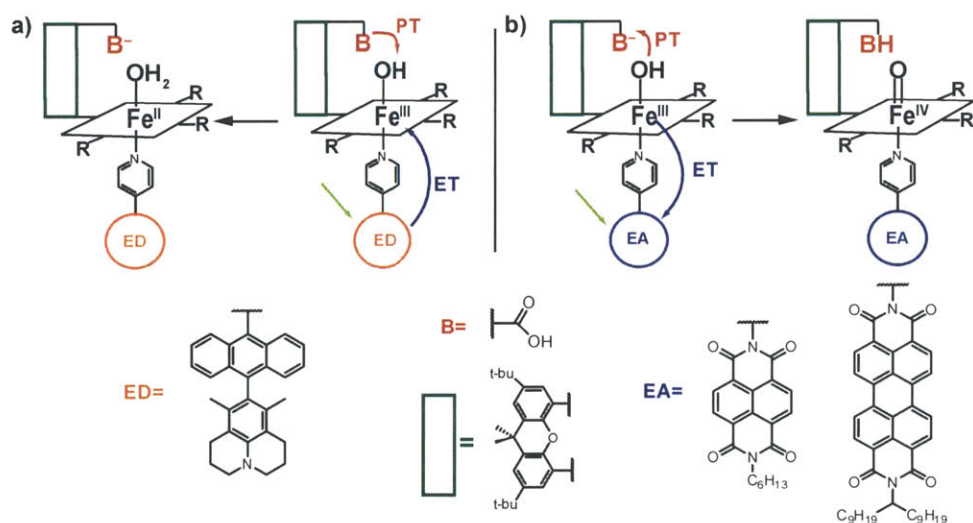 a)
B⁻
OH₂
R
Fe^II
R
R
R
N
ED
B
PT
OH
R
Fe^III
R
R
R
N
ET
ED
b)
B⁻
PT
OH
R
Fe^III
R
R
R
N
ET
EA
BH
O
R
Fe^IV
R
R
R
N
EA
ED=
N
B=
O
OH
=
t-bu
O
t-bu
EA=
O N O
O N O
C₆H₁₃
O N O
O N O
C₉H₁₉ C₉H₁₉